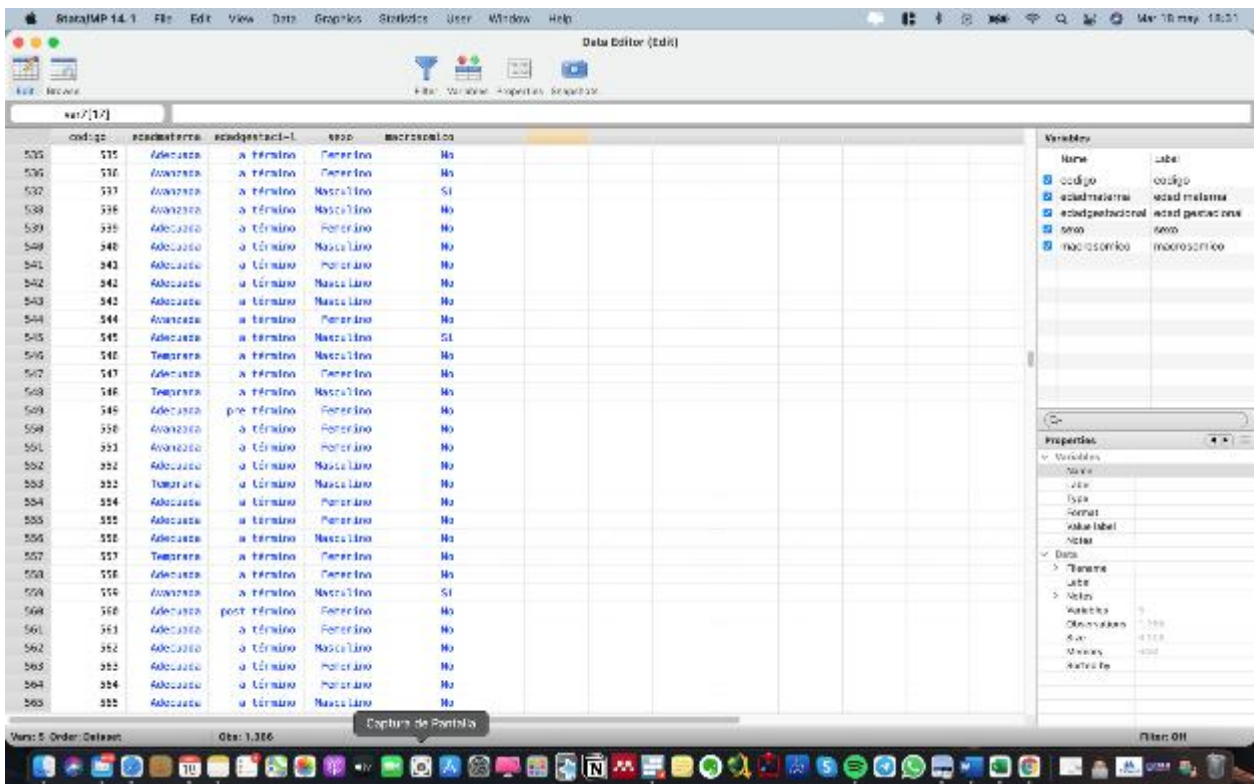 Stata/MP 14.1 File Edit View Data Graphics Statistics User Window Help
Mar 18 may 18:31
Data Editor (Edit)
Edit Browse Filter Variables Properties Snapshots
var7[17]
codigo edadmaterna edadgestaci~l sexo macrosomico
535 535 Adecuada a término Femenino No
536 536 Avanzada a término Femenino No
537 537 Avanzada a término Masculino SI
538 538 Avanzada a término Masculino No
539 539 Adecuada a término Femenino No
540 540 Adecuada a término Masculino No
541 541 Adecuada a término Femenino No
542 542 Adecuada a término Masculino No
543 543 Adecuada a término Masculino No
544 544 Avanzada a término Femenino No
545 545 Adecuada a término Masculino SI
546 546 Temprana a término Masculino No
547 547 Adecuada a término Femenino No
548 548 Temprana a término Masculino No
549 549 Adecuada pre término Femenino No
550 550 Avanzada a término Femenino No
551 551 Avanzada a término Femenino No
552 552 Adecuada a término Masculino No
553 553 Temprana a término Masculino No
554 554 Adecuada a término Femenino No
555 555 Adecuada a término Femenino No
556 556 Adecuada a término Masculino No
557 557 Temprana a término Femenino No
558 558 Adecuada a término Femenino No
559 559 Avanzada a término Masculino SI
560 560 Adecuada post término Femenino No
561 561 Adecuada a término Femenino No
562 562 Adecuada a término Masculino No
563 563 Adecuada a término Femenino No
564 564 Adecuada a término Femenino No
565 565 Adecuada a término Masculino No
Variables
Name Label
codigo codigo
edadmaterna edad materna
edadgestacional edad gestacional
sexo sexo
macrosomico macrosomico
Properties
Variables
Name
Label
Type
Format
Value label
Notes
Data
Filename
Label
Notes
Variables 5
Observations
Size
Memory
Sorted by
Captura de Pantalla
Vars: 5 Order: Dataset Obs: 1,386 Filter: Off